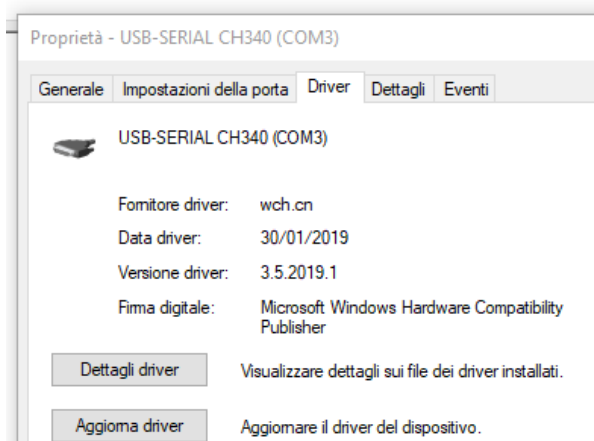 Proprietà - USB-SERIAL CH340 (COM3)
Generale Impostazioni della porta Driver Dettagli Eventi
USB-SERIAL CH340 (COM3)
Fornitore driver: wch.cn
Data driver: 30/01/2019
Versione driver: 3.5.2019.1
Firma digitale: Microsoft Windows Hardware Compatibility
Publisher
Dettagli driver Visualizzare dettagli sui file dei driver installati.
Aggiorna driver Aggiornare il driver del dispositivo.